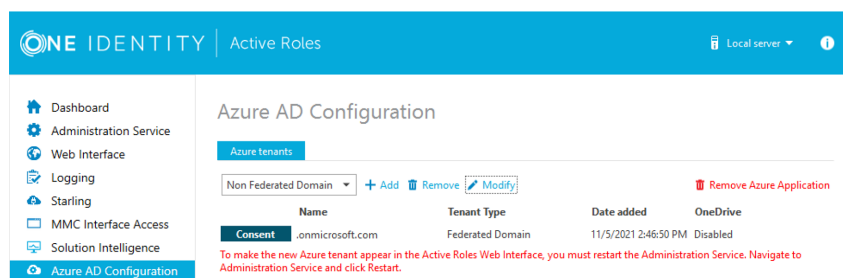 ONE IDENTITY Active Roles Local server
Dashboard
Administration Service
Web Interface
Logging
Starling
MMC Interface Access
Solution Intelligence
Azure AD Configuration
Azure AD Configuration
Azure tenants
Non Federated Domain Add Remove Modify Remove Azure Application
Name Tenant Type Date added OneDrive
Consent .onmicrosoft.com Federated Domain 11/5/2021 2:46:50 PM Disabled
To make the new Azure tenant appear in the Active Roles Web Interface, you must restart the Administration Service. Navigate to
Administration Service and click Restart.